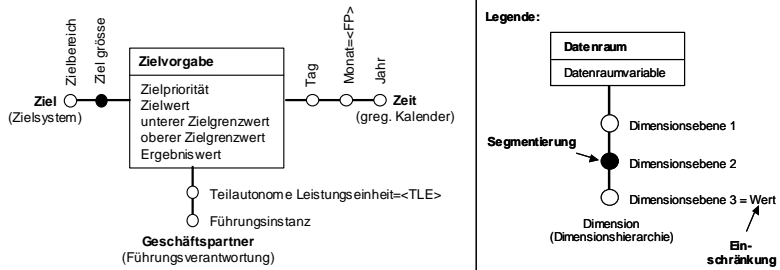 Zielbereich
Ziel grösse
Ziel
(Zielsystem)
Zielvorgabe
Zielpriorität
Zielwert
unterer Zielgrenzwert
oberer Zielgrenzwert
Ergebniswert
Tag
Monat=<FP>
Jahr
Zeit
(greg. Kalender)
Teilautonome Leistungseinheit=<TLE>
Führungsinstanz
Geschäftspartner
(Führungsverantwortung)
Legende:
Datenraum
Datenraumvariable
Dimensionsebene 1
Segmentierung
Dimensionsebene 2
Dimensionsebene 3 = Wert
Dimension
(Dimensionshierarchie)
Ein-
schränkung